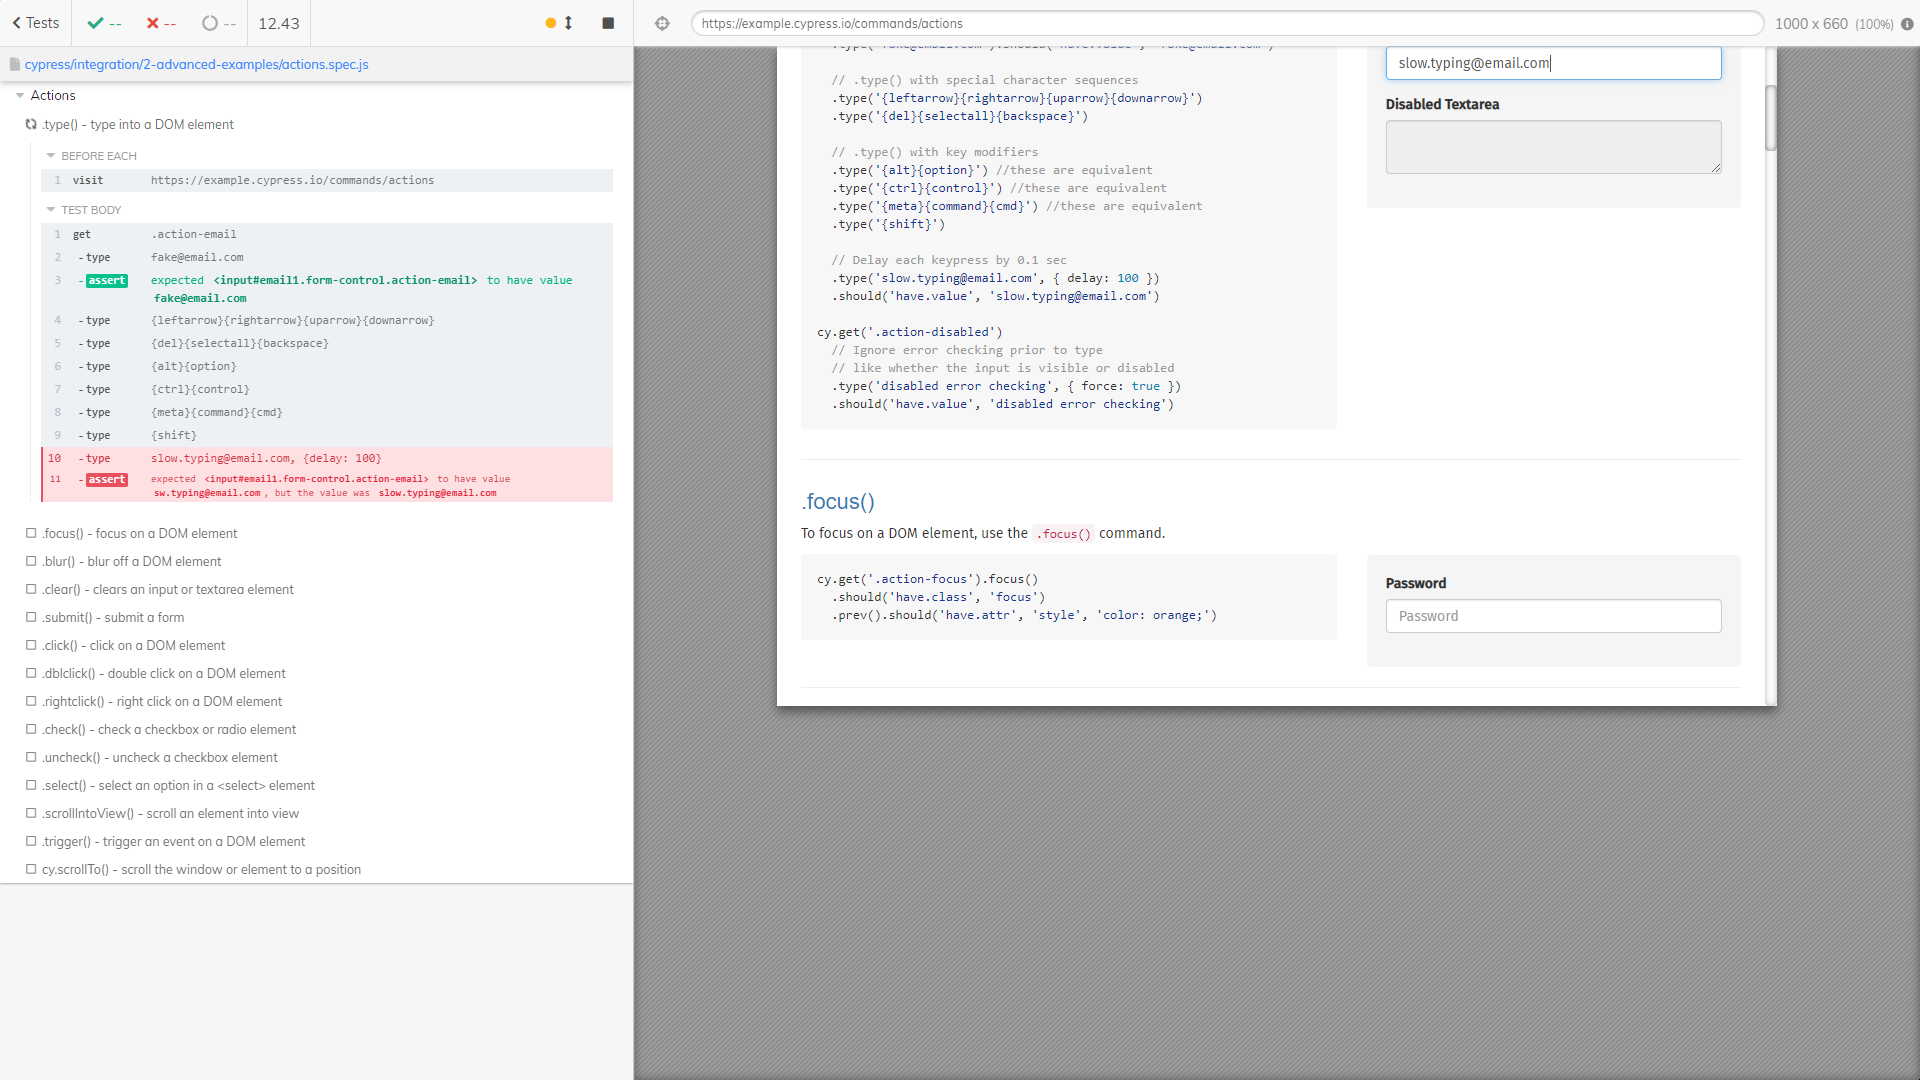 Tests
--
--
--
12.43
https://example.cypress.io/commands/actions
1000 x 660 (100%)
cypress/integration/2-advanced-examples/actions.spec.js
Actions
.type() - type into a DOM element
BEFORE EACH
1 visit https://example.cypress.io/commands/actions
TEST BODY
1 get .action-email
2 -type fake@email.com
3 -assert expected <input#email1.form-control.action-email> to have value
fake@email.com
4 -type {leftarrow}{rightarrow}{uparrow}{downarrow}
5 -type {del}{selectall}{backspace}
6 -type {alt}{option}
7 -type {ctrl}{control}
8 -type {meta}{command}{cmd}
9 -type {shift}
10 -type slow.typing@email.com, {delay: 100}
11 -assert expected <input#email1.form-control.action-email> to have value
sw.typing@email.com , but the value was slow.typing@email.com
.focus() - focus on a DOM element
.blur() - blur off a DOM element
.clear() - clears an input or textarea element
.submit() - submit a form
.click() - click on a DOM element
.dblclick() - double click on a DOM element
.rightclick() - right click on a DOM element
.check() - check a checkbox or radio element
.uncheck() - uncheck a checkbox element
.select() - select an option in a <select> element
.scrollIntoView() - scroll an element into view
.trigger() - trigger an event on a DOM element
cy.scrollTo() - scroll the window or element to a position
.type('fake@email.com').should('have.value', 'fake@email.com')
// .type() with special character sequences
.type('{leftarrow}{rightarrow}{uparrow}{downarrow}')
.type('{del}{selectall}{backspace}')
// .type() with key modifiers
.type('{alt}{option}') //these are equivalent
.type('{ctrl}{control}') //these are equivalent
.type('{meta}{command}{cmd}') //these are equivalent
.type('{shift}')
// Delay each keypress by 0.1 sec
.type('slow.typing@email.com', { delay: 100 })
.should('have.value', 'slow.typing@email.com')
cy.get('.action-disabled')
// Ignore error checking prior to type
// like whether the input is visible or disabled
.type('disabled error checking', { force: true })
.should('have.value', 'disabled error checking')
slow.typing@email.com
Disabled Textarea
.focus()
To focus on a DOM element, use the .focus() command.
cy.get('.action-focus').focus()
.should('have.class', 'focus')
.prev().should('have.attr', 'style', 'color: orange;')
Password
Password